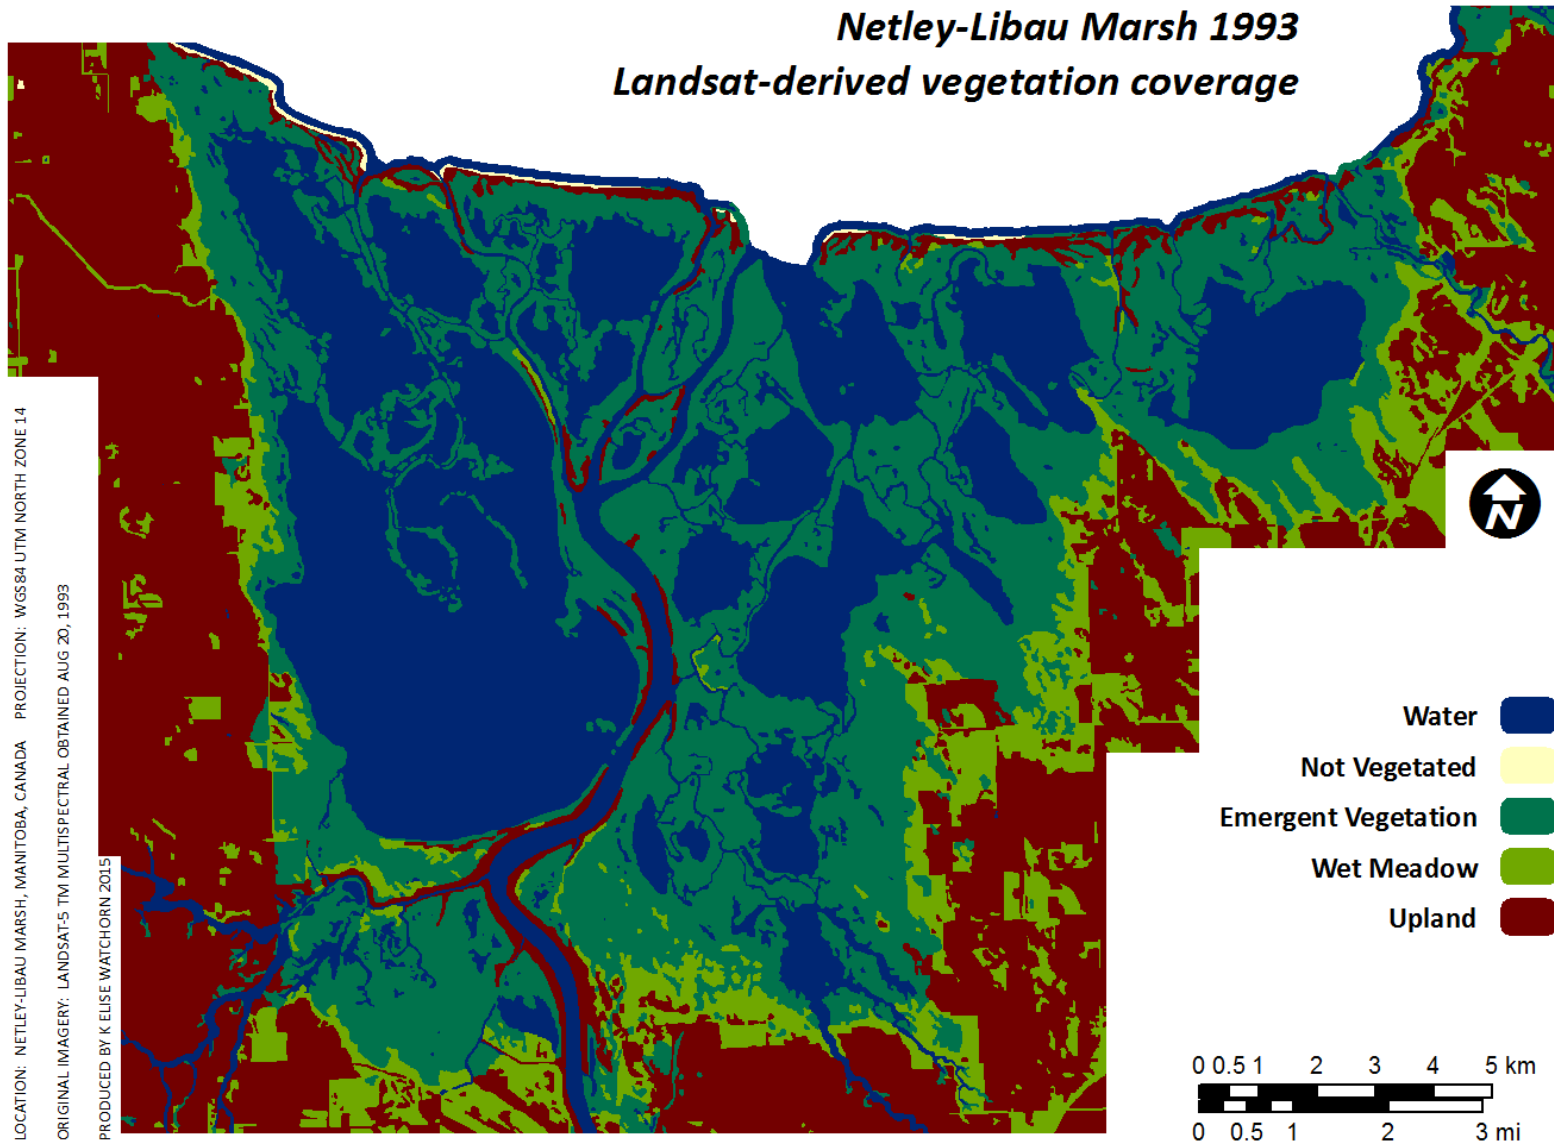 Netley-Libau Marsh 1993
Landsat-derived vegetation coverage
LOCATION: NETLEY-LIBAU MARSH, MANITOBA, CANADA PROJECTION: WGS84 UTM NORTH ZONE 14
ORIGINAL IMAGERY: LANDSAT-5 TM MULTISPECTRAL OBTAINED AUG 20, 1993
PRODUCED BY K ELISE WATCHORN 2015
N
Water
Not Vegetated
Emergent Vegetation
Wet Meadow
Upland
0 0.5 1 2 3 4 5 km
0 0.5 1 2 3 mi